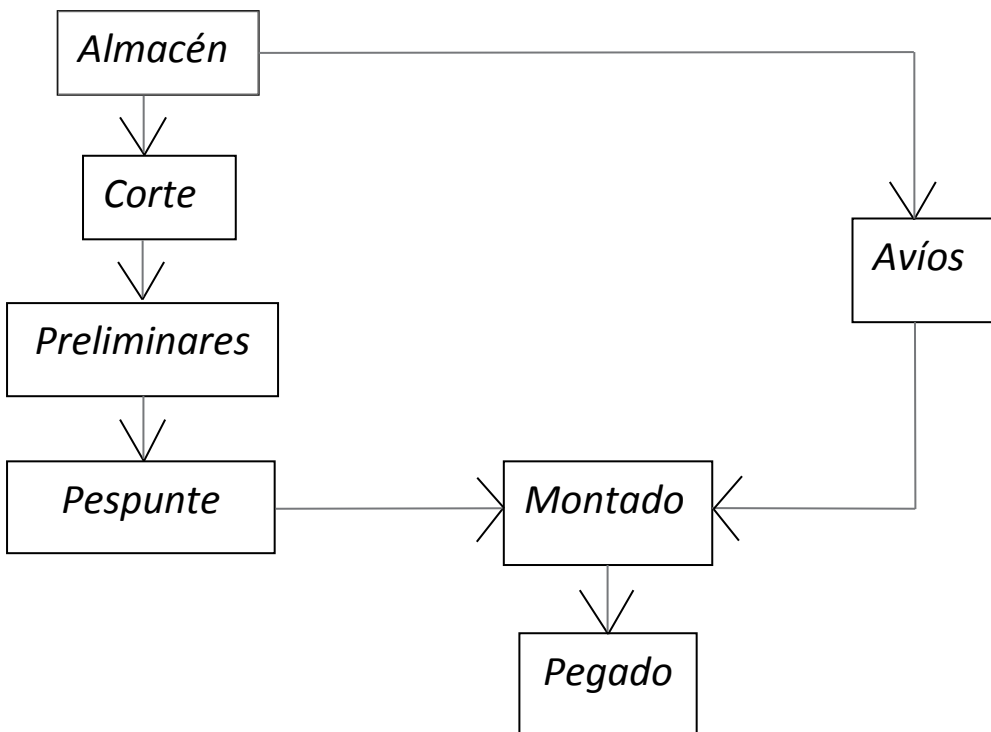 Almacén
Corte
Avíos
Preliminares
Pespunte
Montado
Pegado